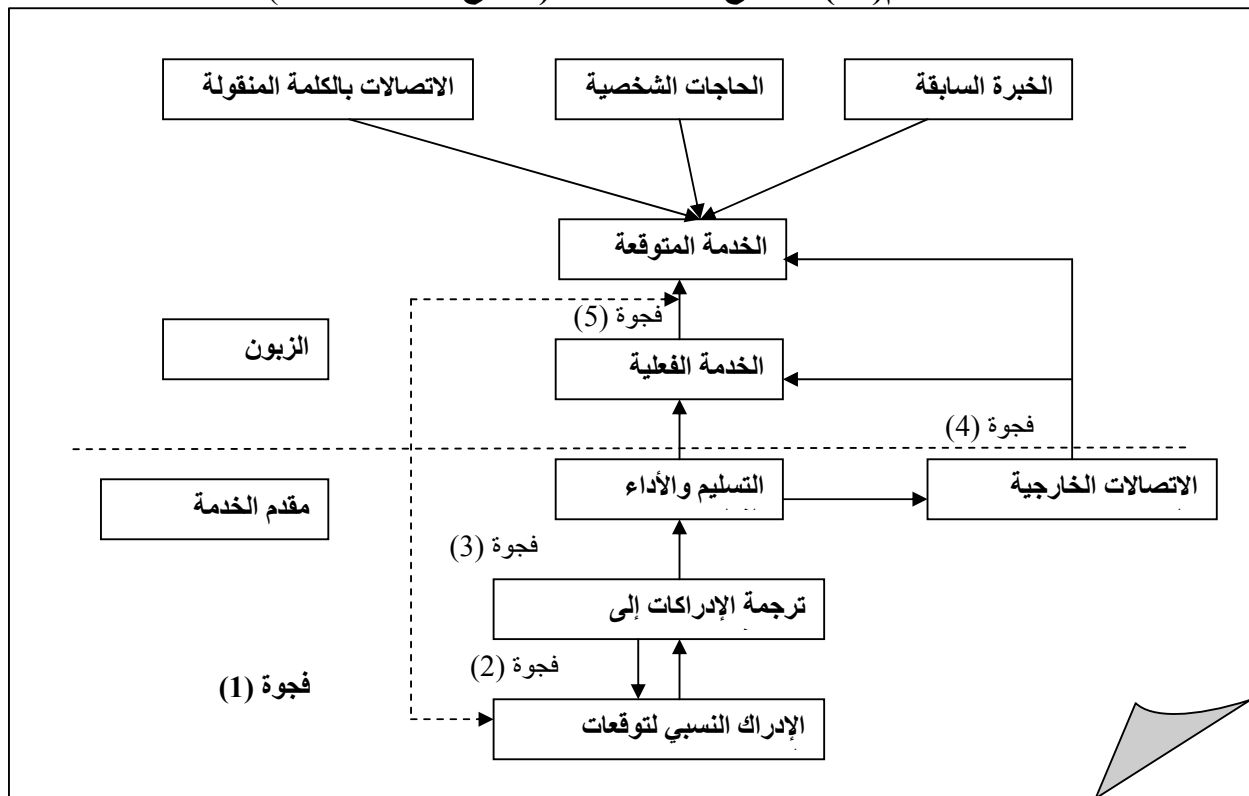 الخبرة السابقة
الحاجات الشخصية
الاتصالات بالكلمة المنقولة
الخدمة المتوقعة
فجوة (5)
الزبون
الخدمة الفعلية
فجوة (4)
التسليم والأداء
الاتصالات الخارجية
مقدم الخدمة
فجوة (3)
ترجمة الإدراكات إلى
فجوة (2)
فجوة (1)
الإدراك النسبي لتوقعات